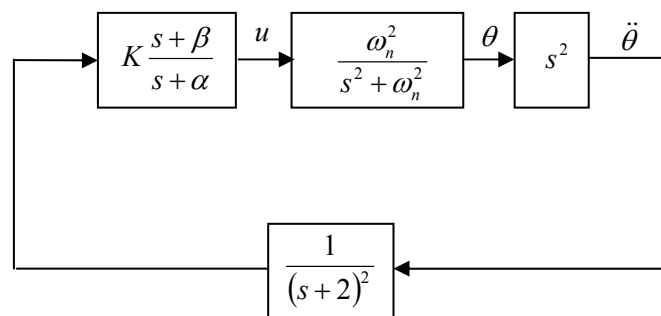 K (s + β)/(s + α)
u
ω_n^2/(s^2 + ω_n^2)
θ
s^2
θ̈
1/(s + 2)^2